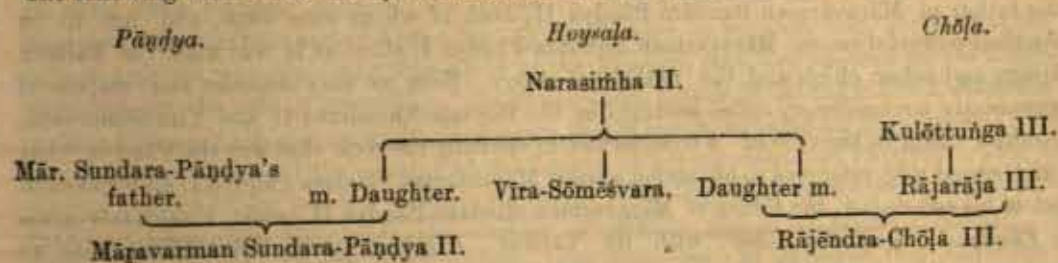 Pāṇḍya. Hoysaḷa. Chōḷa.
Narasiṁha II.
Kulōttuṅga III.
Mār. Sundara-Pāṇḍya's
father. m. Daughter. Vīra-Sōmēśvara. Daughter m. Rājarāja III.
Māravarman Sundara-Pāṇḍya II. Rājēndra-Chōḷa III.